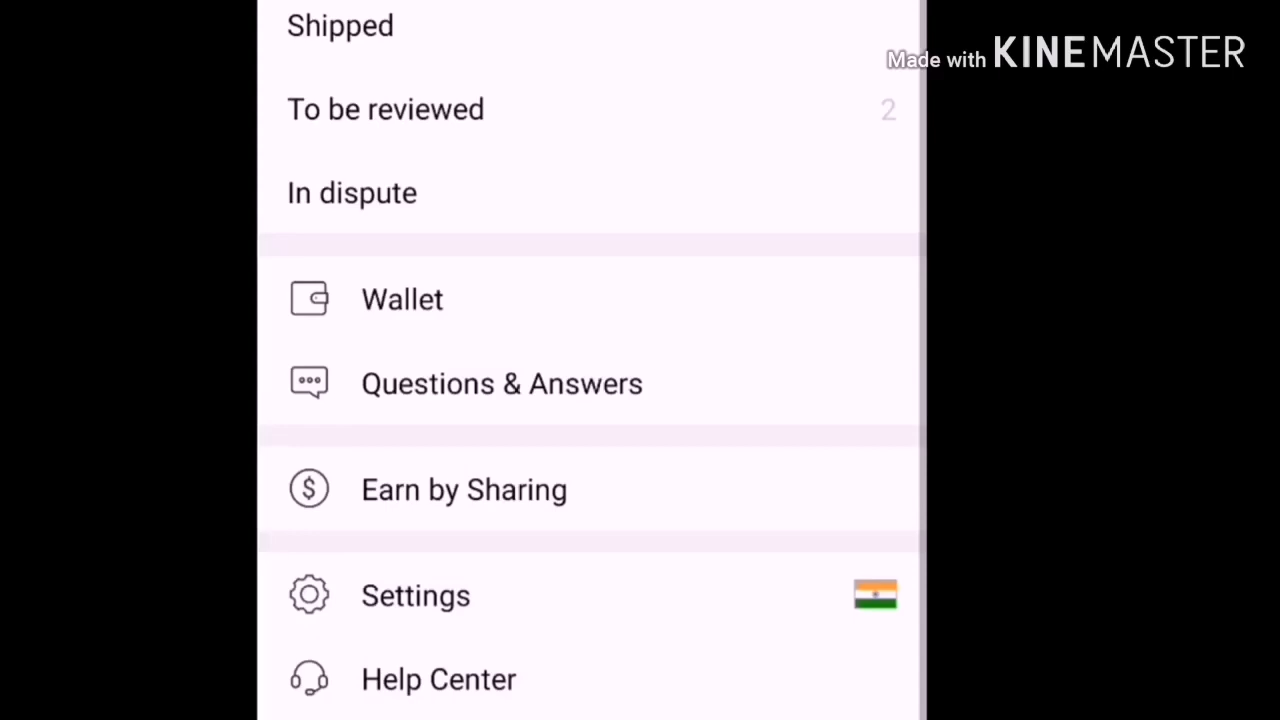 Shipped
Made with KINEMASTER
To be reviewed 2
In dispute
Wallet
Questions & Answers
Earn by Sharing
Settings
Help Center